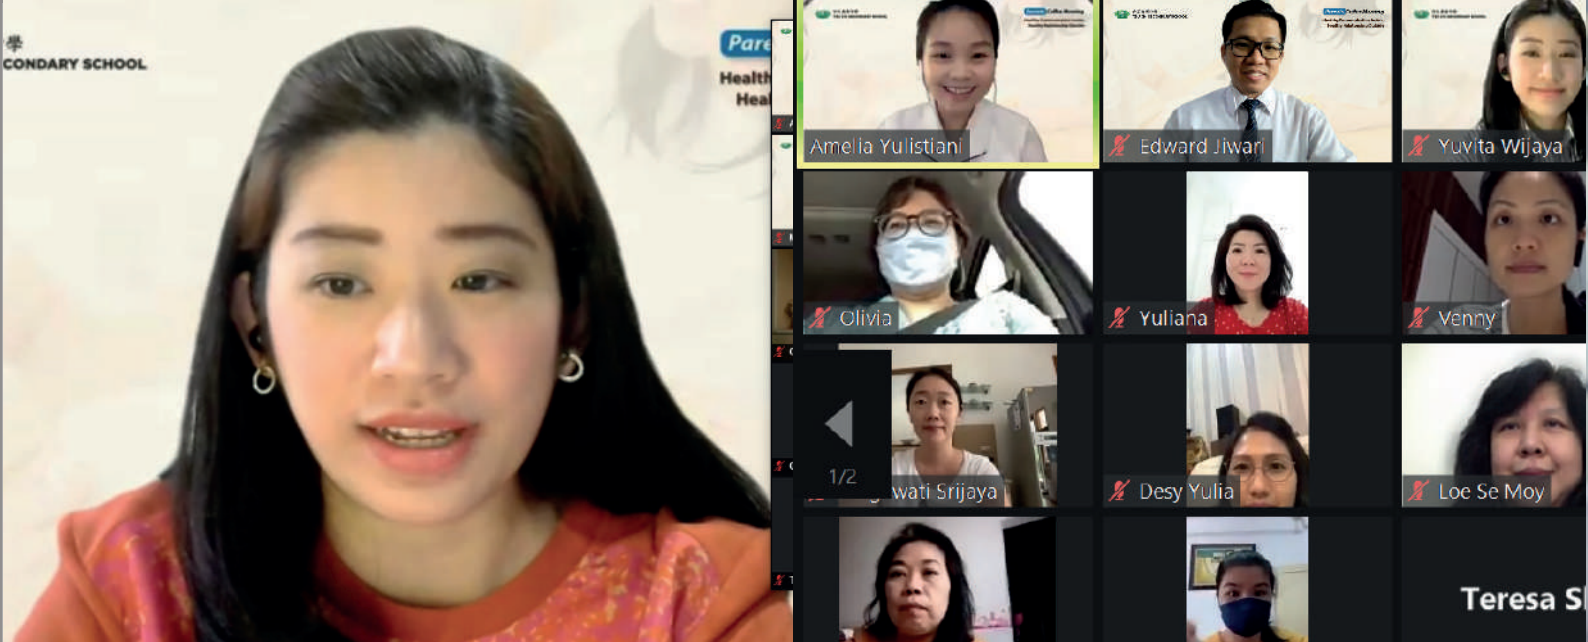 學
CONDARY SCHOOL
Pare
Health
Heal
Amelia Yulistiani
Edward Jiwari
Yuvita Wijaya
Olivia
Yuliana
Venny
1/2
wati Srijaya
Desy Yulia
Loe Se Moy
Teresa S